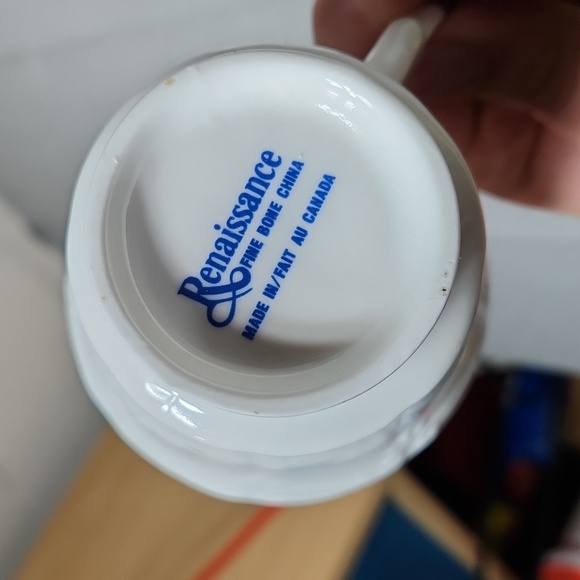 Renaissance
FINE BONE CHINA
MADE IN/FAIT AU CANADA